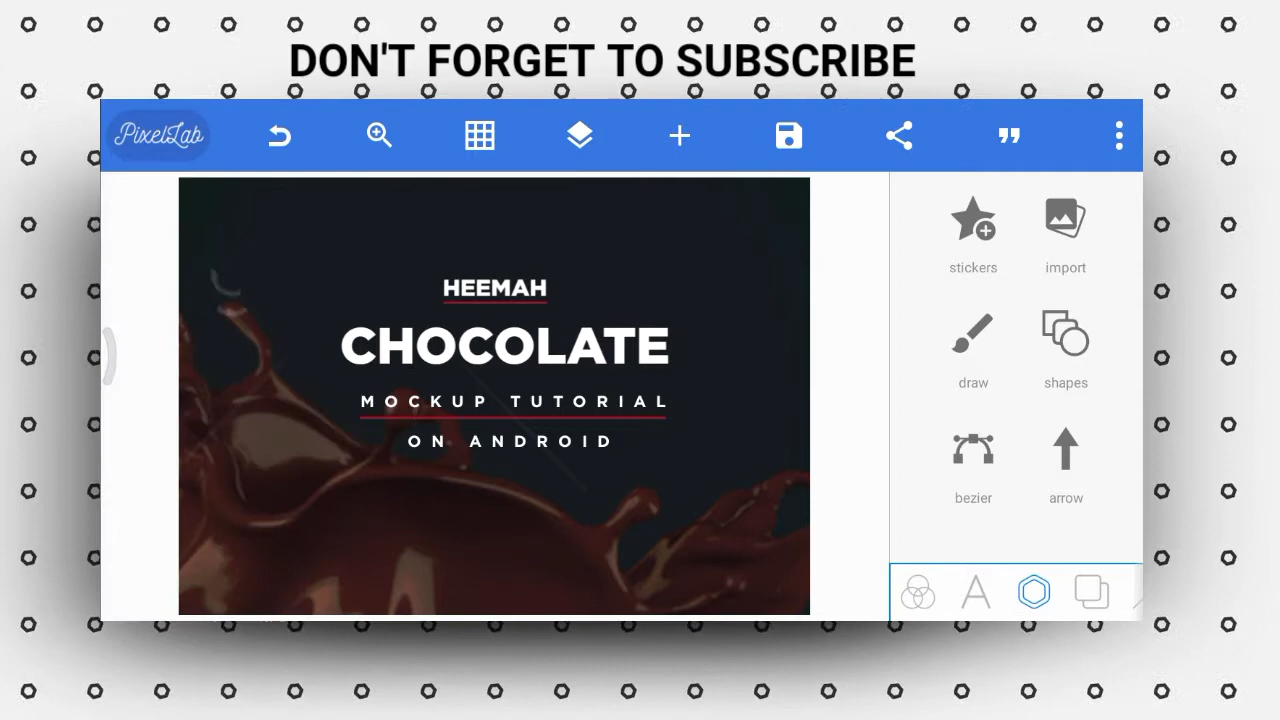 DON'T FORGET TO SUBSCRIBE
PixelLab
stickers
import
HEEMAH
CHOCOLATE
draw
shapes
MOCKUP TUTORIAL
ON ANDROID
bezier
arrow